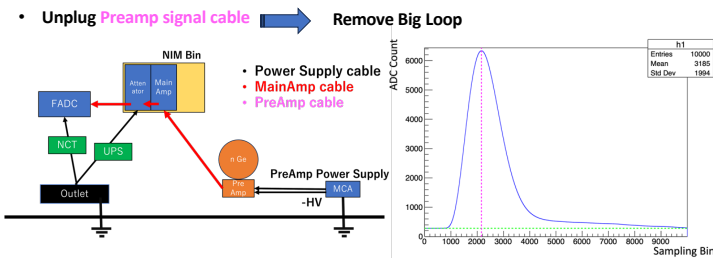 • Unplug Preamp signal cable Remove Big Loop
NIM Bin
Atten
ator
Main
Amp
FADC
NCT
UPS
Outlet
• Power Supply cable
• MainAmp cable
• PreAmp cable
n Ge
Pre
Amp
PreAmp Power Supply
MCA
-HV
h1
Entries 10000
Mean 3185
Std Dev 1994
ADC Count
6000
5000
4000
3000
2000
1000
0
0 1000 2000 3000 4000 5000 6000 7000 8000 9000
Sampling Bin